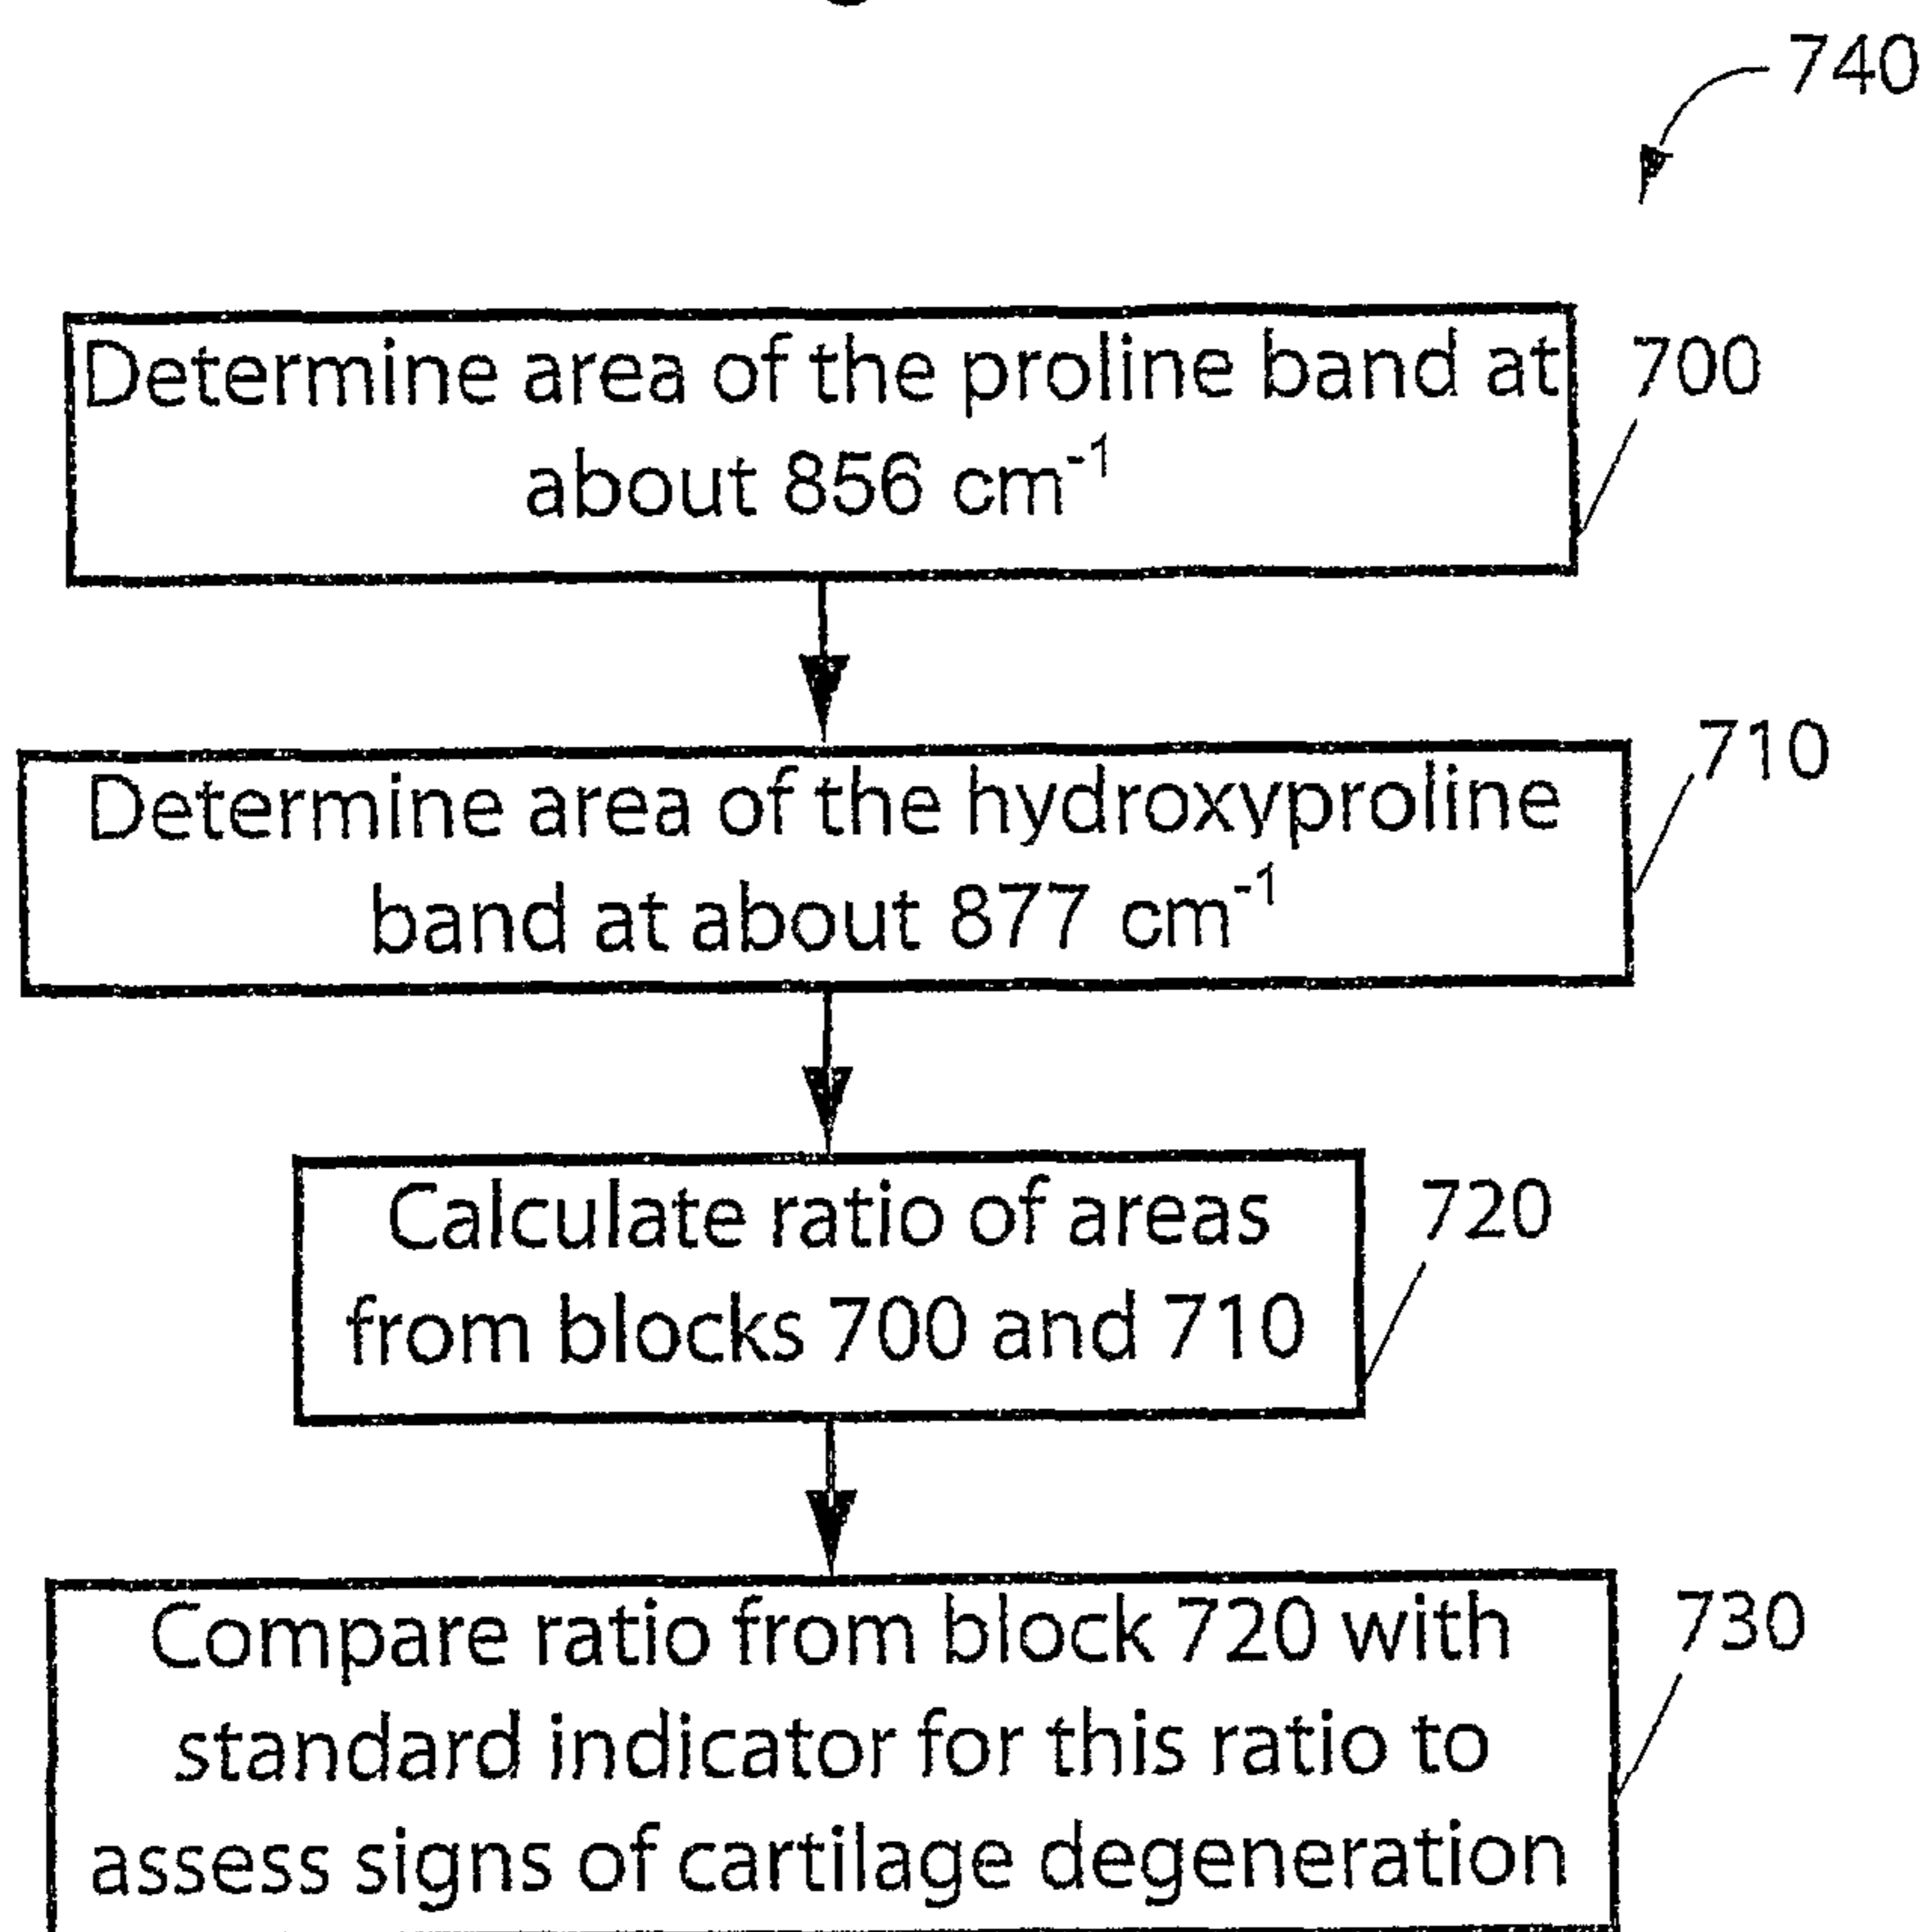 740
Determine area of the proline band at
about 856 cm⁻¹
700
Determine area of the hydroxyproline
band at about 877 cm⁻¹
710
Calculate ratio of areas
from blocks 700 and 710
720
Compare ratio from block 720 with
standard indicator for this ratio to
assess signs of cartilage degeneration
730